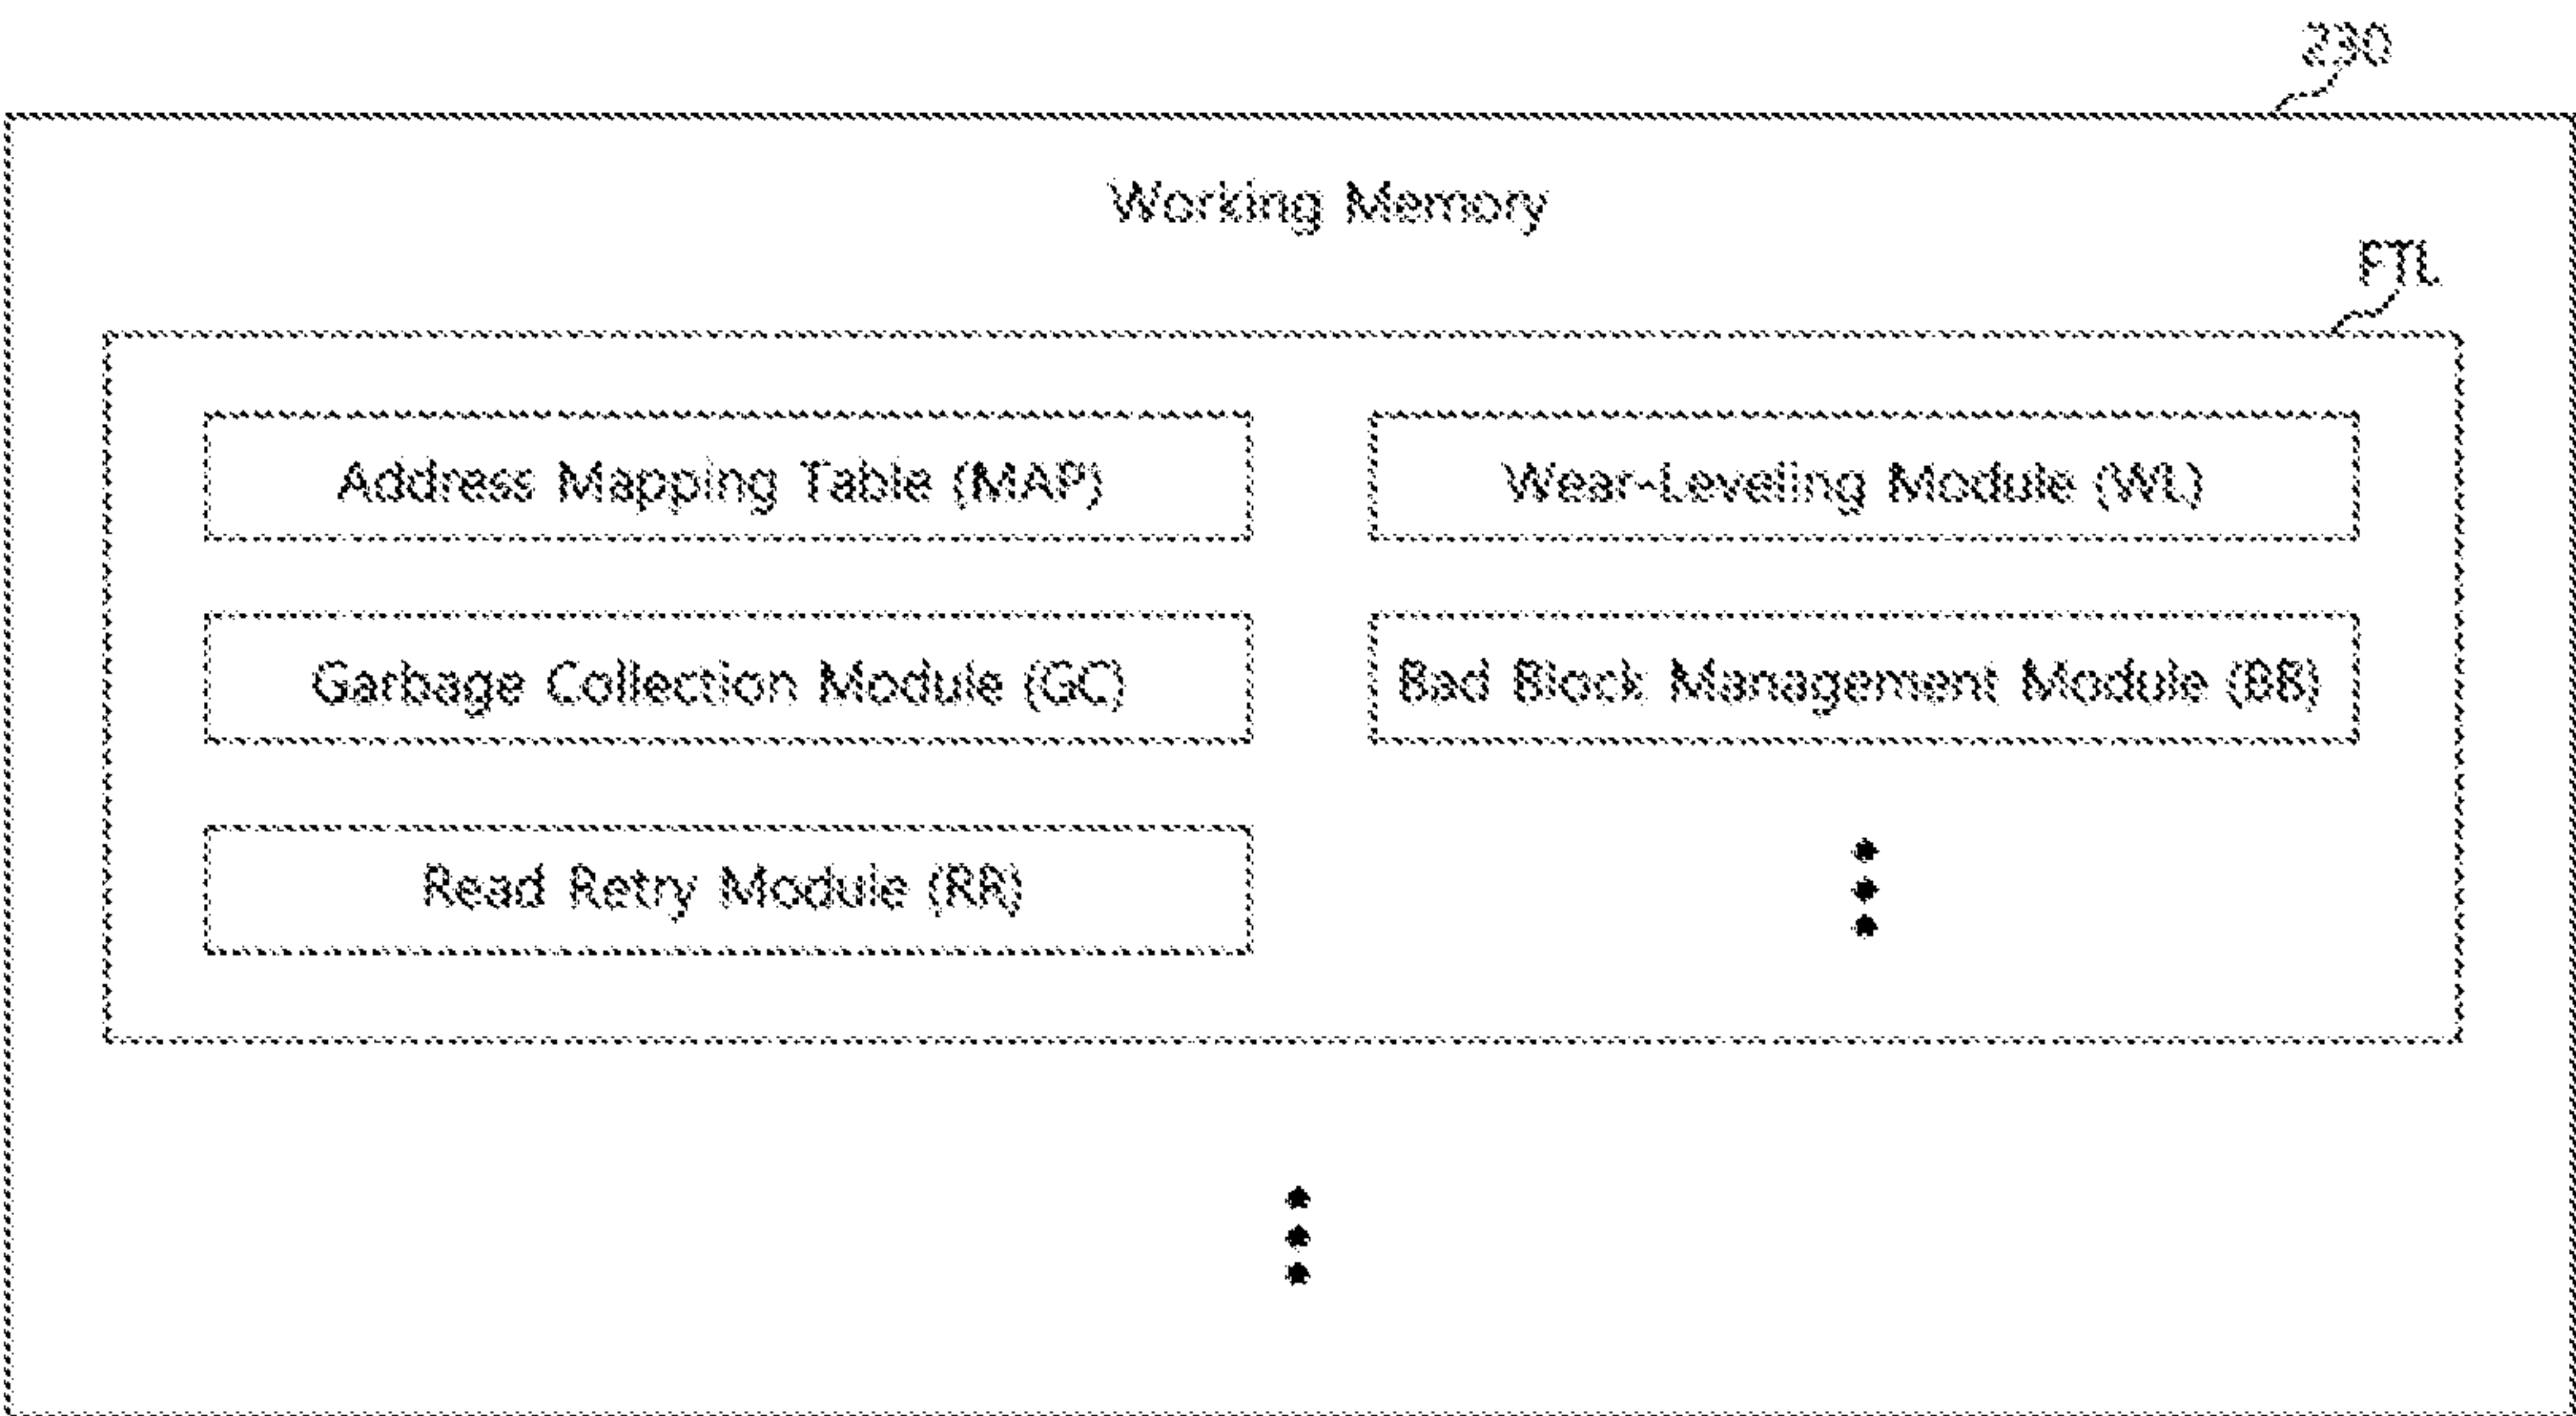 230
Working Memory
FTL
Address Mapping Table (MAP)
Wear-Leveling Module (WL)
Garbage Collection Module (GC)
Bad Block Management Module (BB)
Read Retry Module (RR)